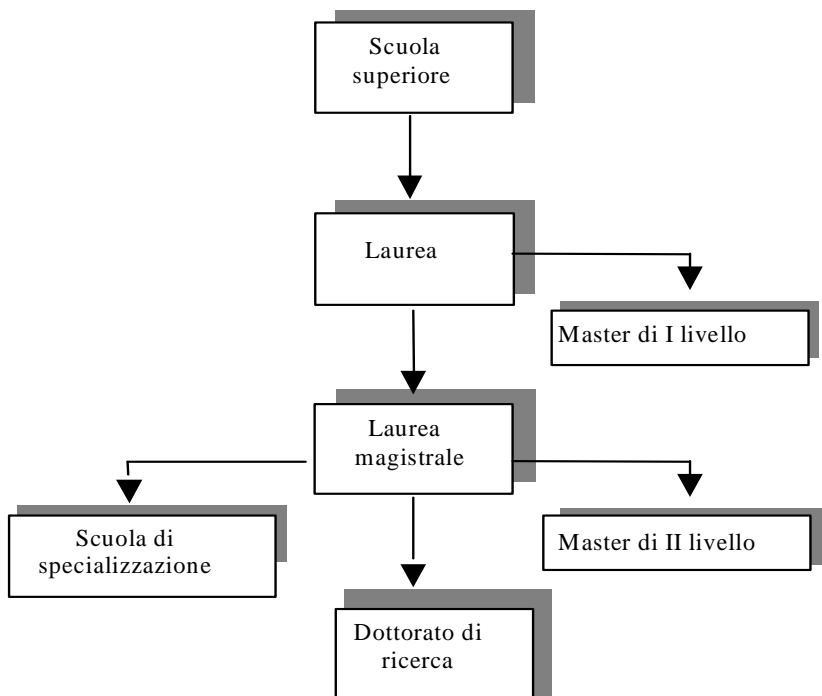 Scuola
superiore
Laurea
Master di I livello
Laurea
magistrale
Scuola di
specializzazione
Master di II livello
Dottorato di
ricerca